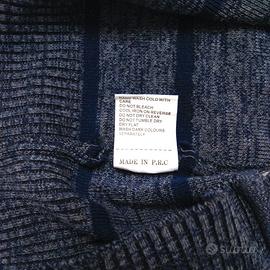 HAND WASH COLD WITH
CARE
DO NOT BLEACH
COOL IRON ON REVERSE
DO NOT DRY CLEAN
DO NOT TUMBLE DRY
DRY FLAT
WASH DARK COLOURS
SEPARATELY
MADE IN P.R.C
subito